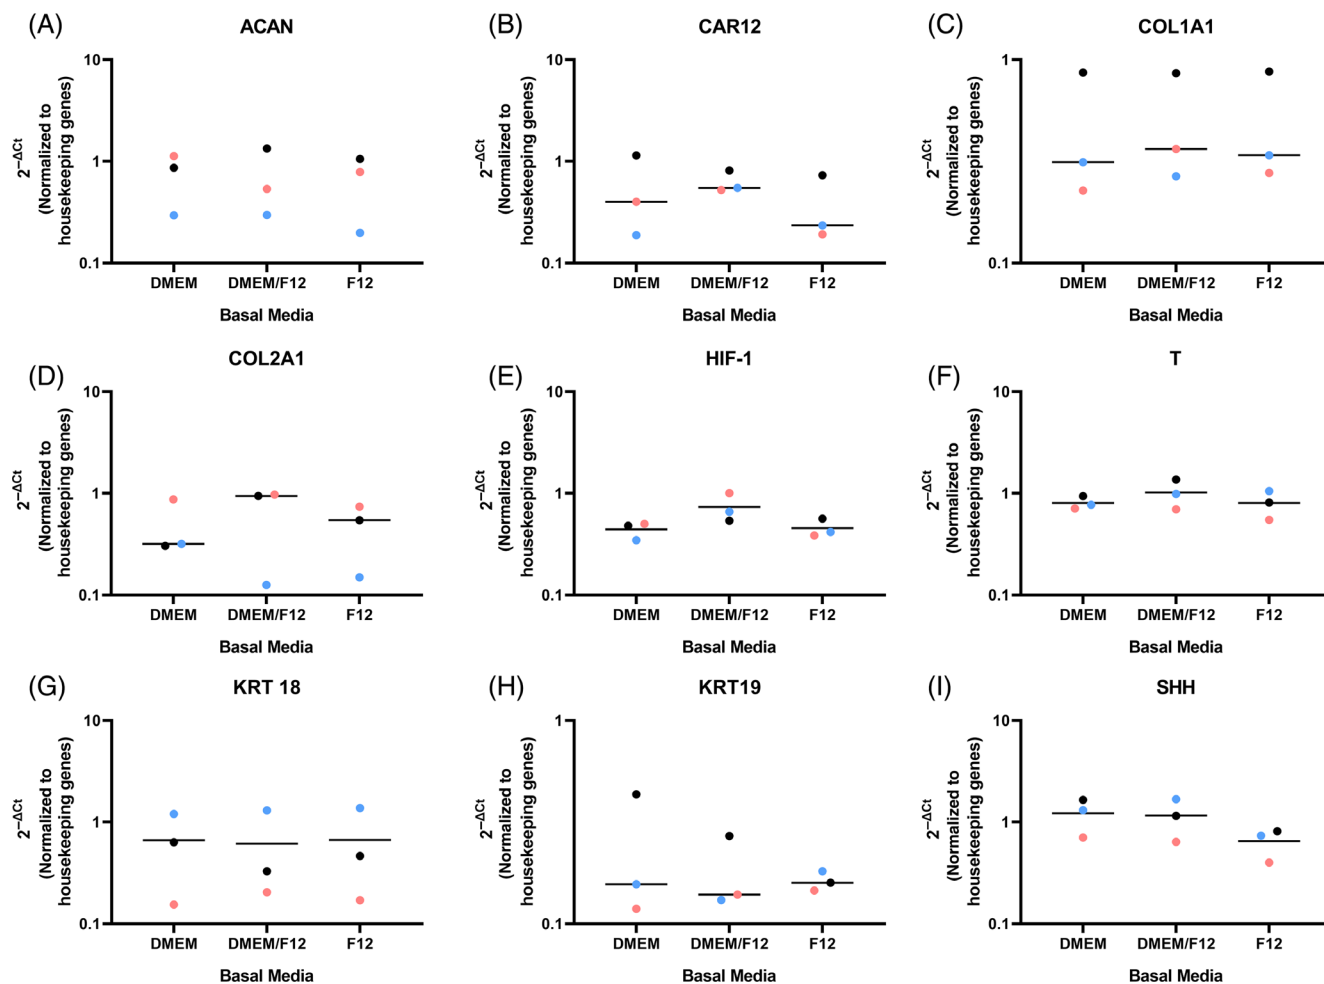 (A)
ACAN
10
1
0.1
2^−ΔCt
(Normalized to
housekeeping genes)
DMEM DMEM/F12 F12
Basal Media
(B)
CAR12
10
1
0.1
2^−ΔCt
(Normalized to
housekeeping genes)
DMEM DMEM/F12 F12
Basal Media
(C)
COL1A1
1
0.1
2^−ΔCt
(Normalized to
housekeeping genes)
DMEM DMEM/F12 F12
Basal Media
(D)
COL2A1
10
1
0.1
2^−ΔCt
(Normalized to
housekeeping genes)
DMEM DMEM/F12 F12
Basal Media
(E)
HIF-1
10
1
0.1
2^−ΔCt
(Normalized to
housekeeping genes)
DMEM DMEM/F12 F12
Basal Media
(F)
T
10
1
0.1
2^−ΔCt
(Normalized to
housekeeping genes)
DMEM DMEM/F12 F12
Basal Media
(G)
KRT 18
10
1
0.1
2^−ΔCt
(Normalized to
housekeeping genes)
DMEM DMEM/F12 F12
Basal Media
(H)
KRT19
1
0.1
2^−ΔCt
(Normalized to
housekeeping genes)
DMEM DMEM/F12 F12
Basal Media
(I)
SHH
10
1
0.1
2^−ΔCt
(Normalized to
housekeeping genes)
DMEM DMEM/F12 F12
Basal Media